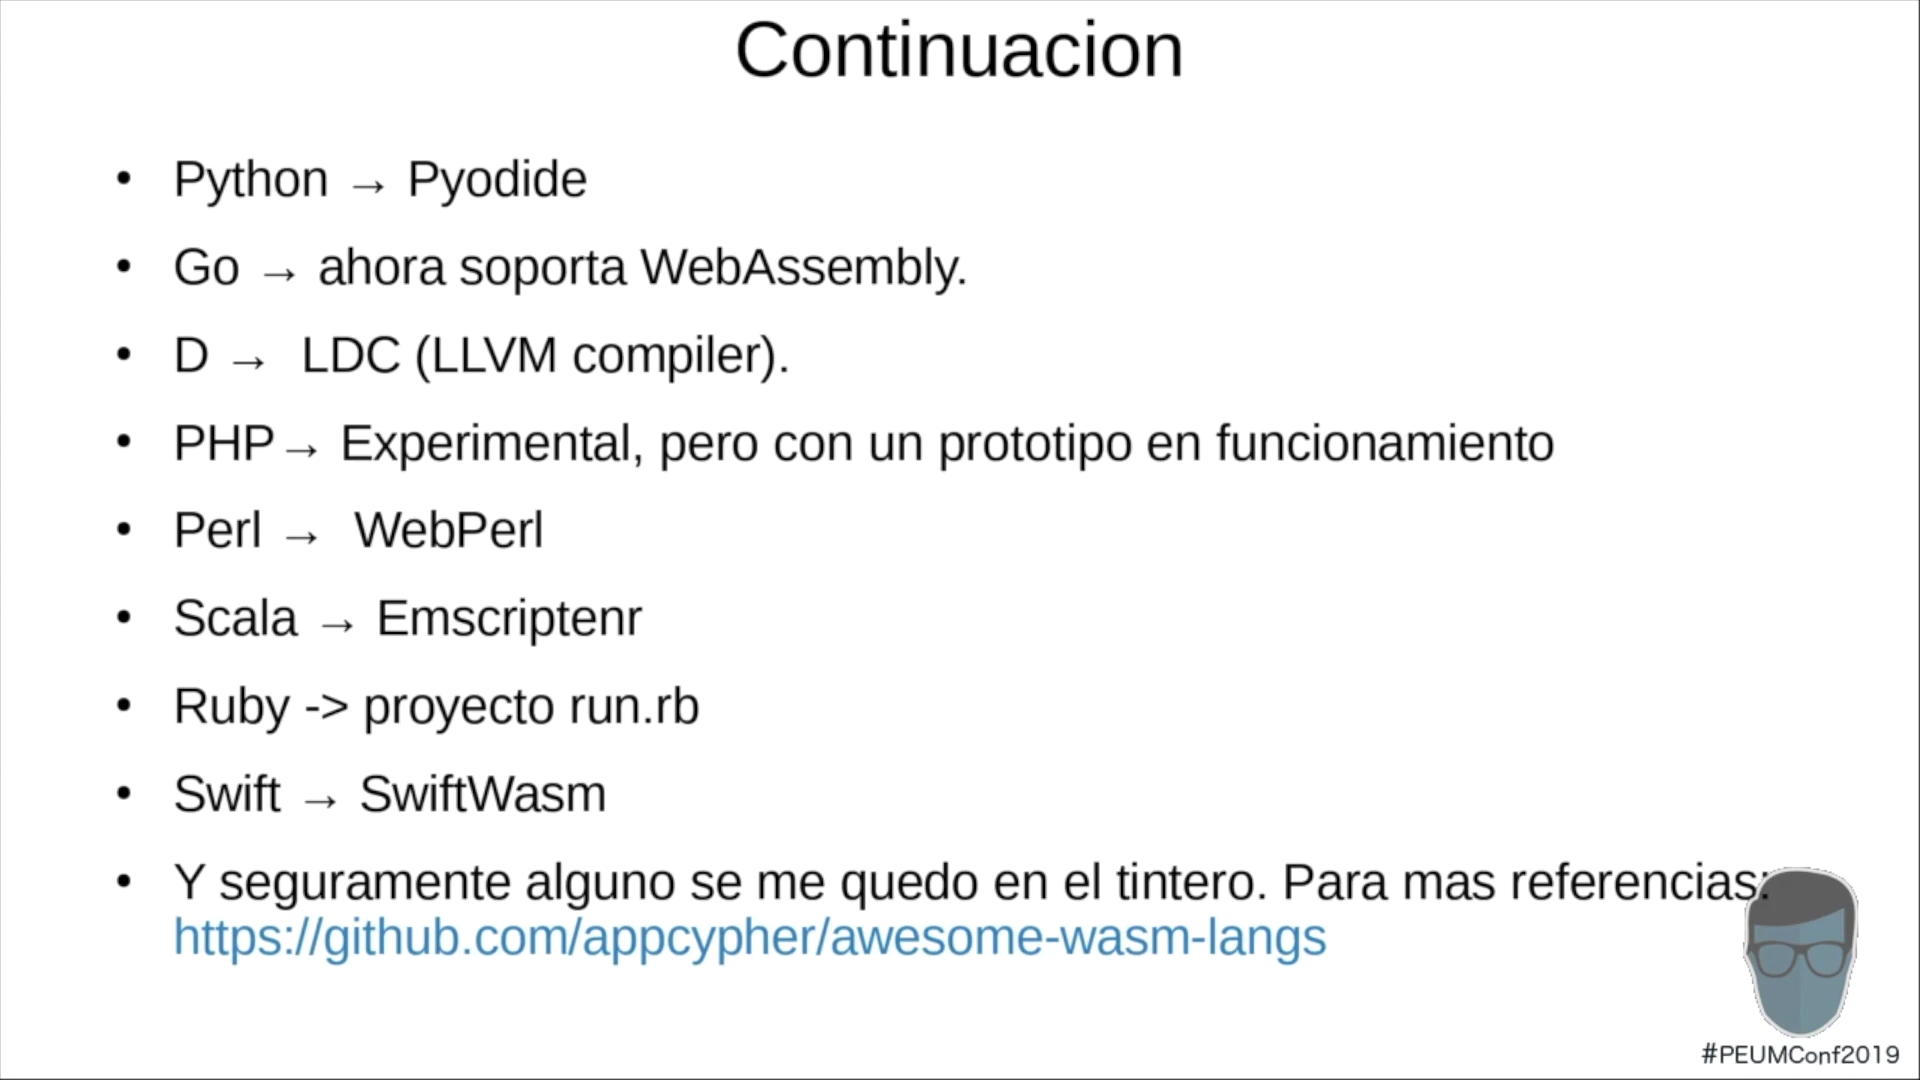 Continuacion
• Python → Pyodide
• Go → ahora soporta WebAssembly.
• D → LDC (LLVM compiler).
• PHP→ Experimental, pero con un prototipo en funcionamiento
• Perl → WebPerl
• Scala → Emscriptenr
• Ruby -> proyecto run.rb
• Swift → SwiftWasm
• Y seguramente alguno se me quedo en el tintero. Para mas referencias:
https://github.com/appcypher/awesome-wasm-langs
#PEUMConf2019